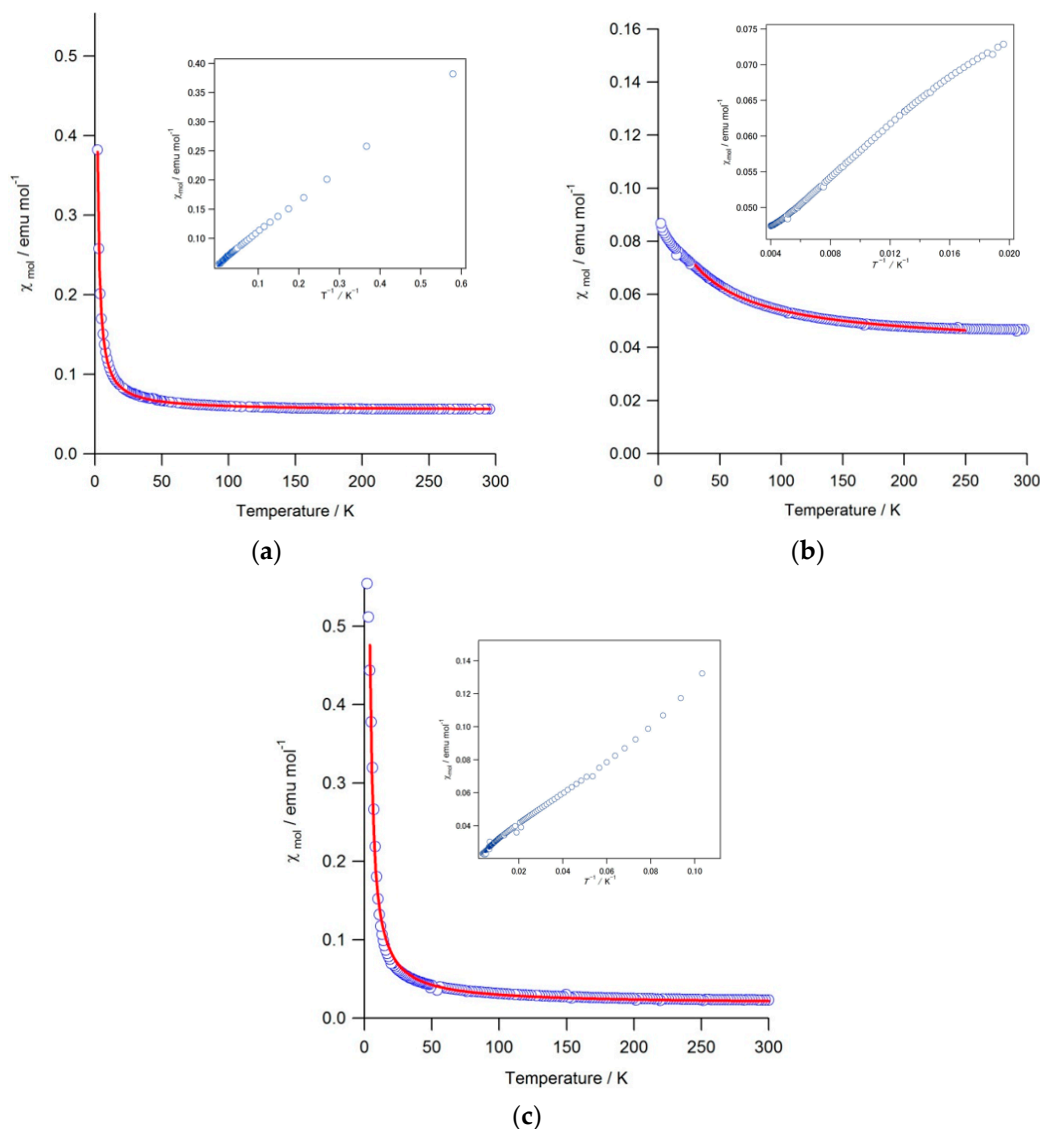 0.5
0.4
0.3
0.2
0.1
0.0
χ mol / emu mol⁻¹
0 50 100 150 200 250 300
Temperature / K
0.40
0.35
0.30
0.25
0.20
0.15
0.10
χmol / emu mol⁻¹
0.1 0.2 0.3 0.4 0.5 0.6
T⁻¹ / K⁻¹
(a)
0.16
0.14
0.12
0.10
0.08
0.06
0.04
0.02
0.00
χ mol / emu mol⁻¹
0 50 100 150 200 250 300
Temperature / K
0.075
0.070
0.065
0.060
0.055
0.050
χmol / emu mol⁻¹
0.004 0.008 0.012 0.016 0.020
T⁻¹ / K⁻¹
(b)
0.5
0.4
0.3
0.2
0.1
0.0
χ mol / emu mol⁻¹
0 50 100 150 200 250 300
Temperature / K
0.14
0.12
0.10
0.08
0.06
0.04
χmol / emu mol⁻¹
0.02 0.04 0.06 0.08 0.10
T⁻¹ / K⁻¹
(c)